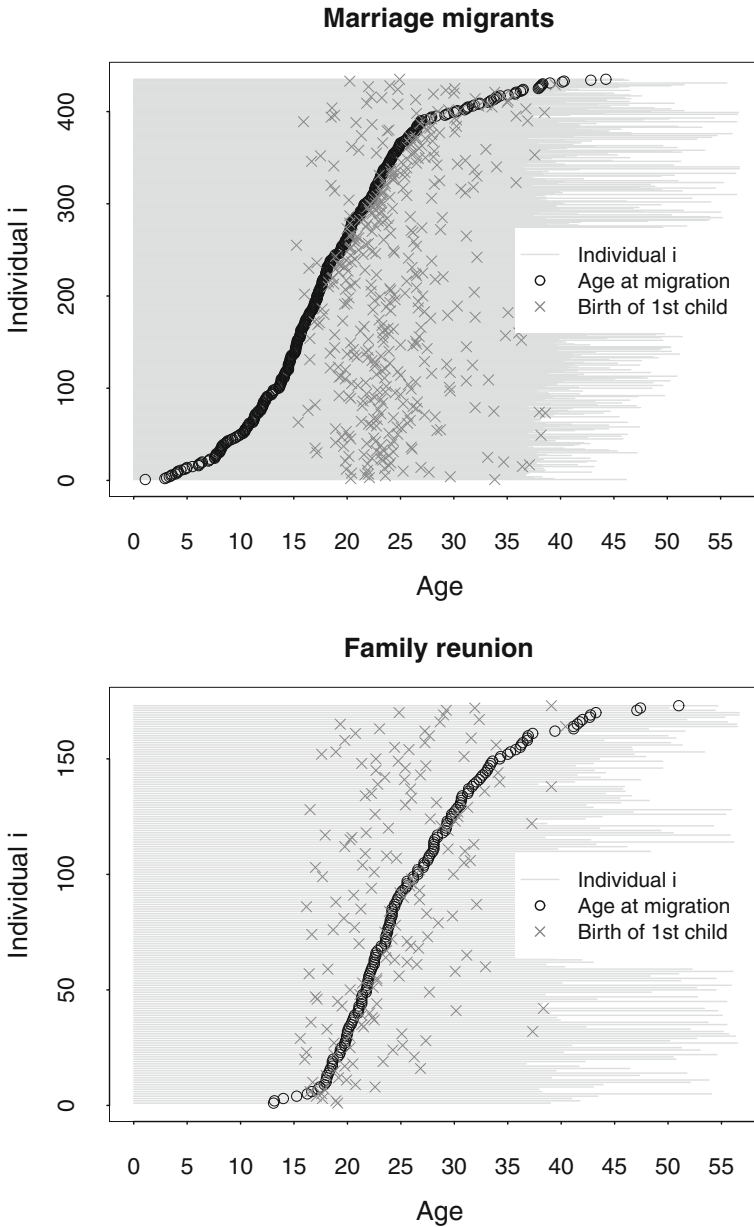 Marriage migrants
Individual i
0 100 200 300 400
Individual i
Age at migration
Birth of 1st child
0 5 10 15 20 25 30 35 40 45 50 55
Age
Family reunion
Individual i
0 50 100 150
Individual i
Age at migration
Birth of 1st child
0 5 10 15 20 25 30 35 40 45 50 55
Age